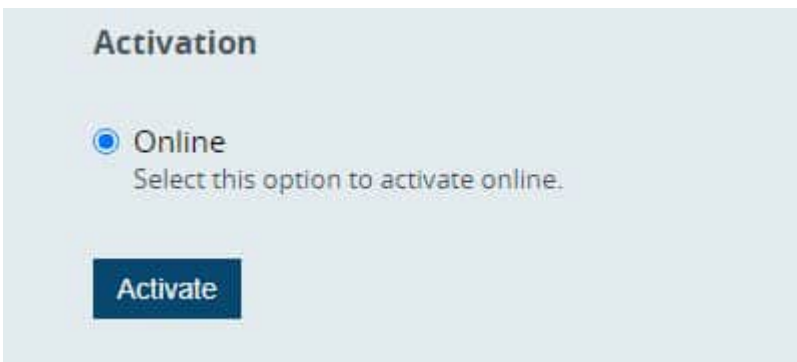 Activation
Online
Select this option to activate online.
Activate